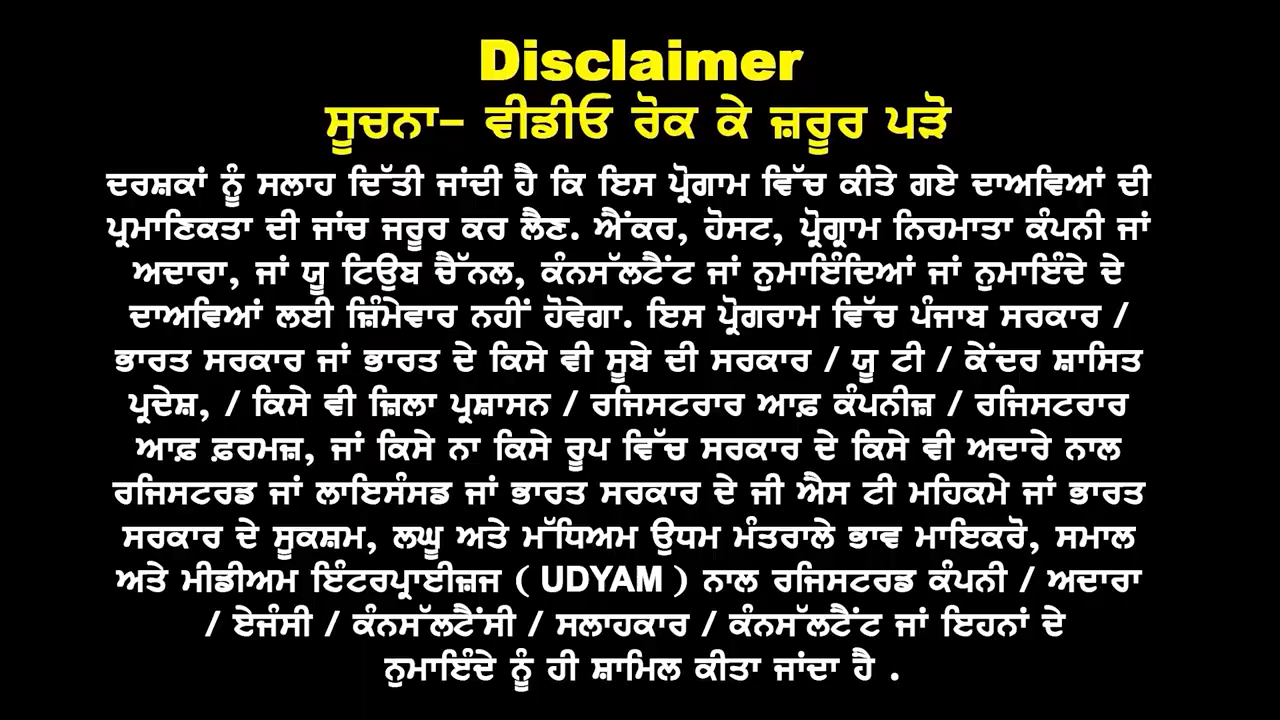 Disclaimer
ਸੂਚਨਾ- ਵੀਡੀਓ ਰੋਕ ਕੇ ਜ਼ਰੂਰ ਪੜੋ
ਦਰਸ਼ਕਾਂ ਨੂੰ ਸਲਾਹ ਦਿੱਤੀ ਜਾਂਦੀ ਹੈ ਕਿ ਇਸ ਪ੍ਰੋਗਾਮ ਵਿੱਚ ਕੀਤੇ ਗਏ ਦਾਅਵਿਆਂ ਦੀ
ਪ੍ਰਮਾਣਿਕਤਾ ਦੀ ਜਾਂਚ ਜਰੂਰ ਕਰ ਲੈਣ. ਐਂਕਰ, ਹੋਸਟ, ਪ੍ਰੋਗ੍ਰਾਮ ਨਿਰਮਾਤਾ ਕੰਪਨੀ ਜਾਂ
ਅਦਾਰਾ, ਜਾਂ ਯੂ ਟਿਉਬ ਚੈੱਨਲ, ਕੰਨਸੱਲਟੈਂਟ ਜਾਂ ਨੁਮਾਇੰਦਿਆਂ ਜਾਂ ਨੁਮਾਇੰਦੇ ਦੇ
ਦਾਅਵਿਆਂ ਲਈ ਜ਼ਿੰਮੇਵਾਰ ਨਹੀਂ ਹੋਵੇਗਾ. ਇਸ ਪ੍ਰੋਗਰਾਮ ਵਿੱਚ ਪੰਜਾਬ ਸਰਕਾਰ /
ਭਾਰਤ ਸਰਕਾਰ ਜਾਂ ਭਾਰਤ ਦੇ ਕਿਸੇ ਵੀ ਸੂਬੇ ਦੀ ਸਰਕਾਰ / ਯੂ ਟੀ / ਕੇਂਦਰ ਸ਼ਾਸਿਤ
ਪ੍ਰਦੇਸ਼, / ਕਿਸੇ ਵੀ ਜ਼ਿਲਾ ਪ੍ਰਸ਼ਾਸਨ / ਰਜਿਸਟਰਾਰ ਆਫ਼ ਕੰਪਨੀਜ਼ / ਰਜਿਸਟਰਾਰ
ਆਫ਼ ਫ਼ਰਮਜ਼, ਜਾਂ ਕਿਸੇ ਨਾ ਕਿਸੇ ਰੂਪ ਵਿੱਚ ਸਰਕਾਰ ਦੇ ਕਿਸੇ ਵੀ ਅਦਾਰੇ ਨਾਲ
ਰਜਿਸਟਰਡ ਜਾਂ ਲਾਇਸੰਸਡ ਜਾਂ ਭਾਰਤ ਸਰਕਾਰ ਦੇ ਜੀ ਐਸ ਟੀ ਮਹਿਕਮੇ ਜਾਂ ਭਾਰਤ
ਸਰਕਾਰ ਦੇ ਸੂਕਸ਼ਮ, ਲਘੂ ਅਤੇ ਮੱਧਿਅਮ ਉਧਮ ਮੰਤਰਾਲੇ ਭਾਵ ਮਾਇਕਰੋ, ਸਮਾਲ
ਅਤੇ ਮੀਡੀਅਮ ਇੰਟਰਪ੍ਰਾਈਜ਼ਜ ( UDYAM ) ਨਾਲ ਰਜਿਸਟਰਡ ਕੰਪਨੀ / ਅਦਾਰਾ
/ ਏਜੰਸੀ / ਕੰਨਸੱਲਟੈਂਸੀ / ਸਲਾਹਕਾਰ / ਕੰਨਸੱਲਟੈਂਟ ਜਾਂ ਇਹਨਾਂ ਦੇ
ਨੁਮਾਇੰਦੇ ਨੂੰ ਹੀ ਸ਼ਾਮਿਲ ਕੀਤਾ ਜਾਂਦਾ ਹੈ .